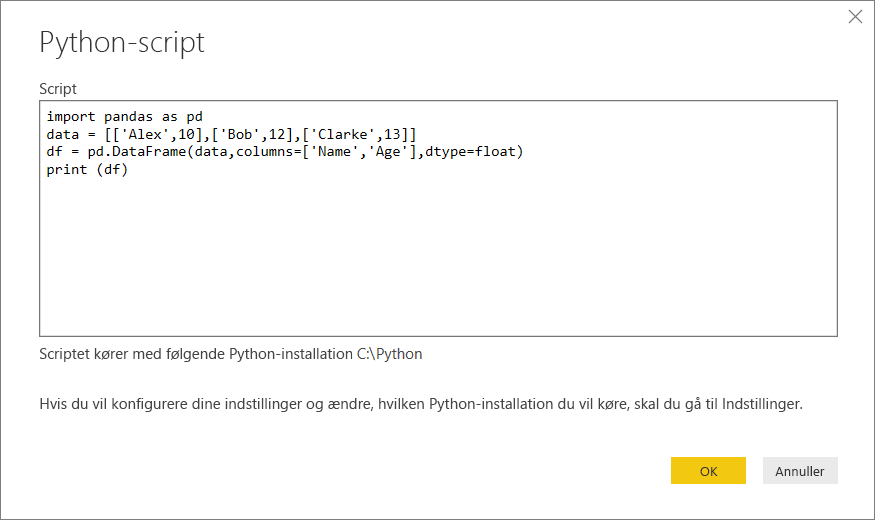 Python-script
Script
import pandas as pd
data = [['Alex',10],['Bob',12],['Clarke',13]]
df = pd.DataFrame(data,columns=['Name','Age'],dtype=float)
print (df)
Scriptet kører med følgende Python-installation C:\Python
Hvis du vil konfigurere dine indstillinger og ændre, hvilken Python-installation du vil køre, skal du gå til Indstillinger.
OK
Annuller